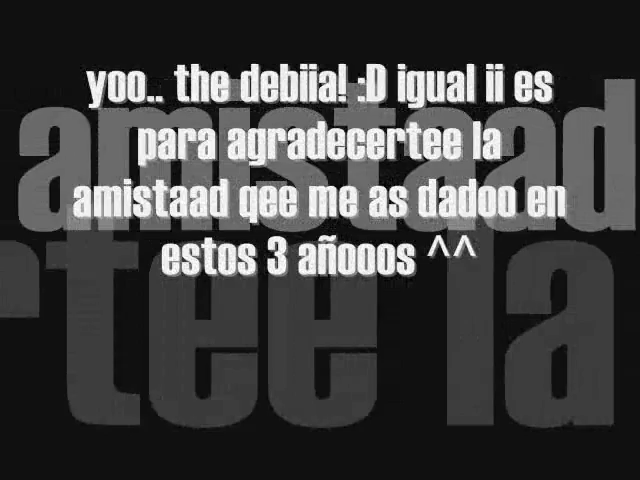 yoo.. the debiia! :D igual ii es
para agradecertee la
amistaad qee me as dadoo en
estos 3 añooos ^^
amistaad
rtee la